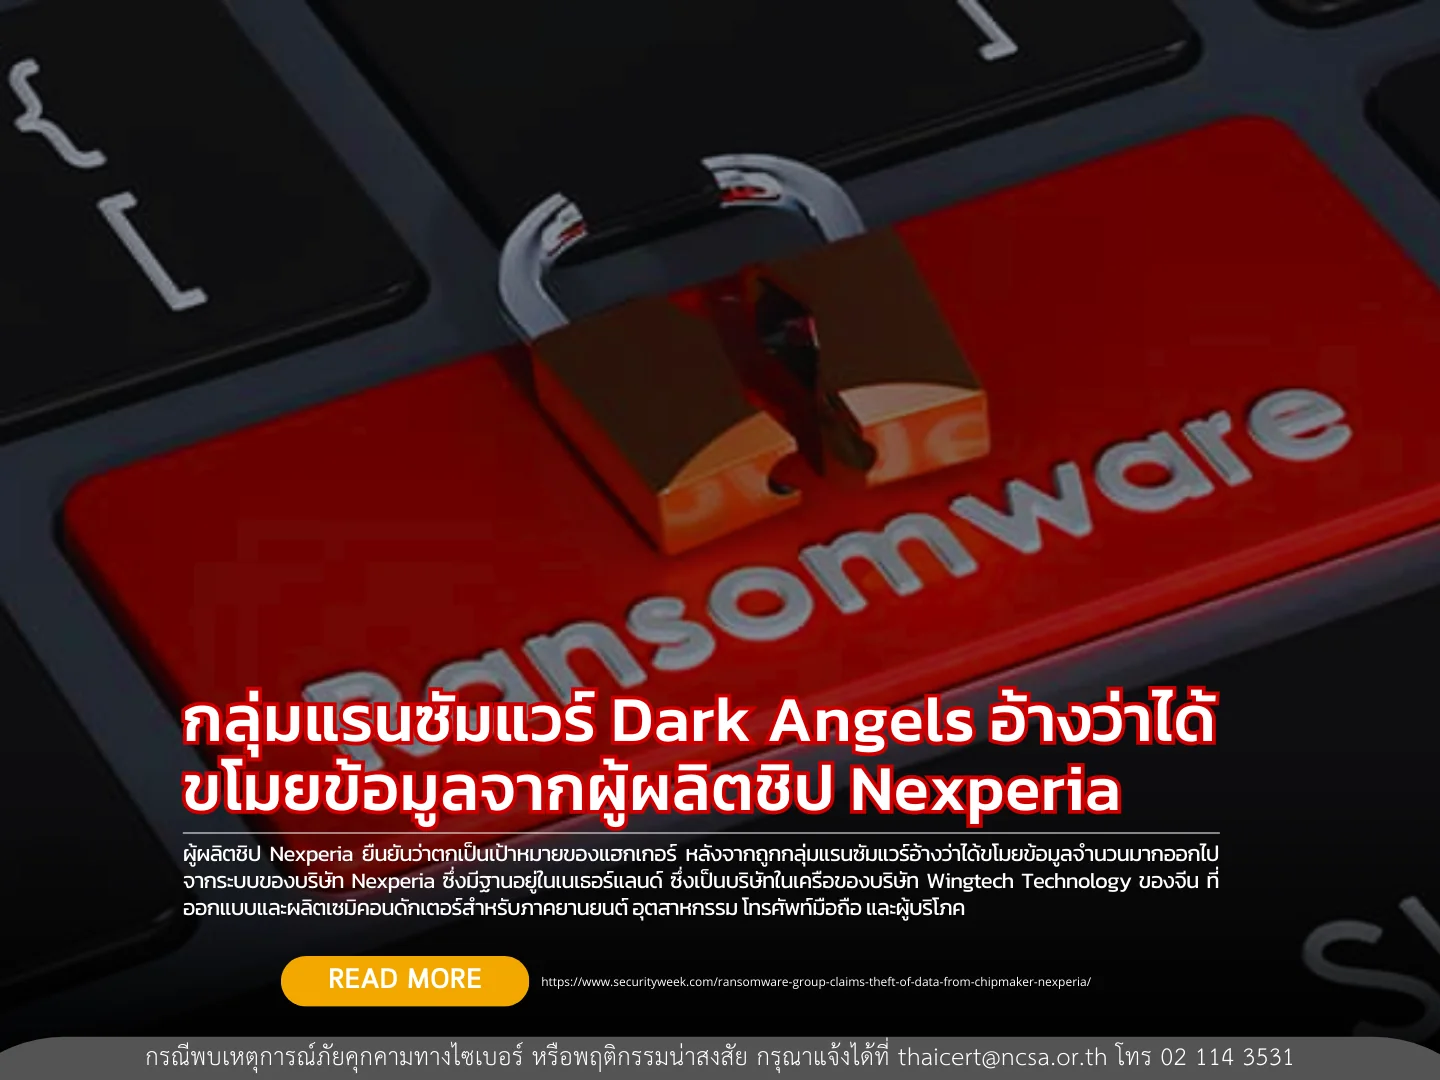 {
[
]
Ransomware
กลุ่มแรนซัมแวร์ Dark Angels อ้างว่าได้
ขโมยข้อมูลจากผู้ผลิตชิป Nexperia
ผู้ผลิตชิป Nexperia ยืนยันว่าตกเป็นเป้าหมายของแฮกเกอร์ หลังจากถูกกลุ่มแรนซัมแวร์อ้างว่าได้ขโมยข้อมูลจำนวนมากออกไป
จากระบบของบริษัท Nexperia ซึ่งมีฐานอยู่ในเนเธอร์แลนด์ ซึ่งเป็นบริษัทในเครือของบริษัท Wingtech Technology ของจีน ที่
ออกแบบและผลิตเซมิคอนดักเตอร์สำหรับภาคยานยนต์ อุตสาหกรรม โทรศัพท์มือถือ และผู้บริโภค
READ MORE
https://www.securityweek.com/ransomware-group-claims-theft-of-data-from-chipmaker-nexperia/
กรณีพบเหตุการณ์ภัยคุกคามทางไซเบอร์ หรือพฤติกรรมน่าสงสัย กรุณาแจ้งได้ที่ thaicert@ncsa.or.th โทร 02 114 3531